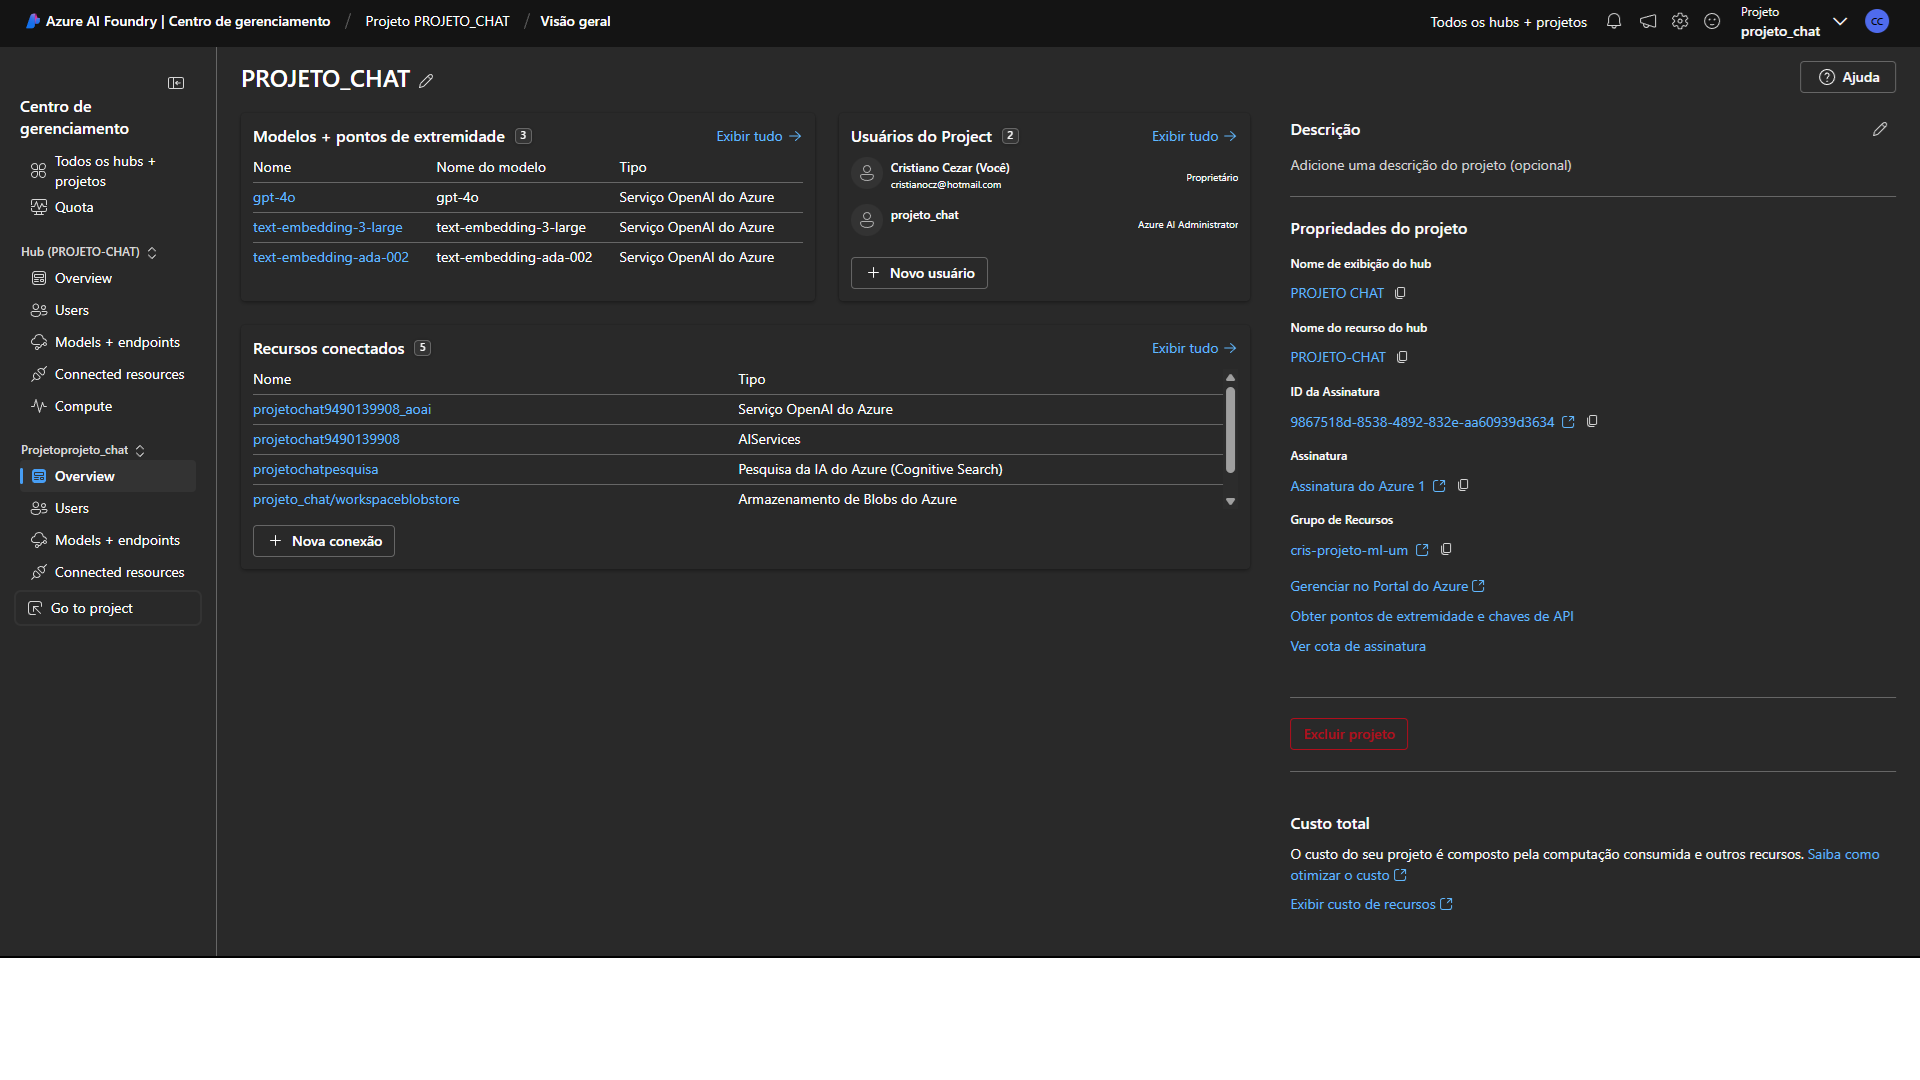 Azure AI Foundry | Centro de gerenciamento / Projeto PROJETO_CHAT / Visão geral
Todos os hubs + projetos
Projeto
projeto_chat
CC
Centro de
gerenciamento
Todos os hubs +
projetos
Quota
Hub (PROJETO-CHAT)
Overview
Users
Models + endpoints
Connected resources
Compute
Projetoprojeto_chat
Overview
Users
Models + endpoints
Connected resources
Go to project
PROJETO_CHAT
Ajuda
Modelos + pontos de extremidade 3
Exibir tudo
Nome Nome do modelo Tipo
gpt-4o gpt-4o Serviço OpenAI do Azure
text-embedding-3-large text-embedding-3-large Serviço OpenAI do Azure
text-embedding-ada-002 text-embedding-ada-002 Serviço OpenAI do Azure
Usuários do Project 2
Exibir tudo
Cristiano Cezar (Você)
cristianocz@hotmail.com
Proprietário
projeto_chat
Azure AI Administrator
Novo usuário
Recursos conectados 5
Exibir tudo
Nome Tipo
projetochat9490139908_aoai Serviço OpenAI do Azure
projetochat9490139908 AIServices
projetochatpesquisa Pesquisa da IA do Azure (Cognitive Search)
projeto_chat/workspaceblobstore Armazenamento de Blobs do Azure
Nova conexão
Descrição
Adicione uma descrição do projeto (opcional)
Propriedades do projeto
Nome de exibição do hub
PROJETO CHAT
Nome do recurso do hub
PROJETO-CHAT
ID da Assinatura
9867518d-8538-4892-832e-aa60939d3634
Assinatura
Assinatura do Azure 1
Grupo de Recursos
cris-projeto-ml-um
Gerenciar no Portal do Azure
Obter pontos de extremidade e chaves de API
Ver cota de assinatura
Excluir projeto
Custo total
O custo do seu projeto é composto pela computação consumida e outros recursos. Saiba como
otimizar o custo
Exibir custo de recursos